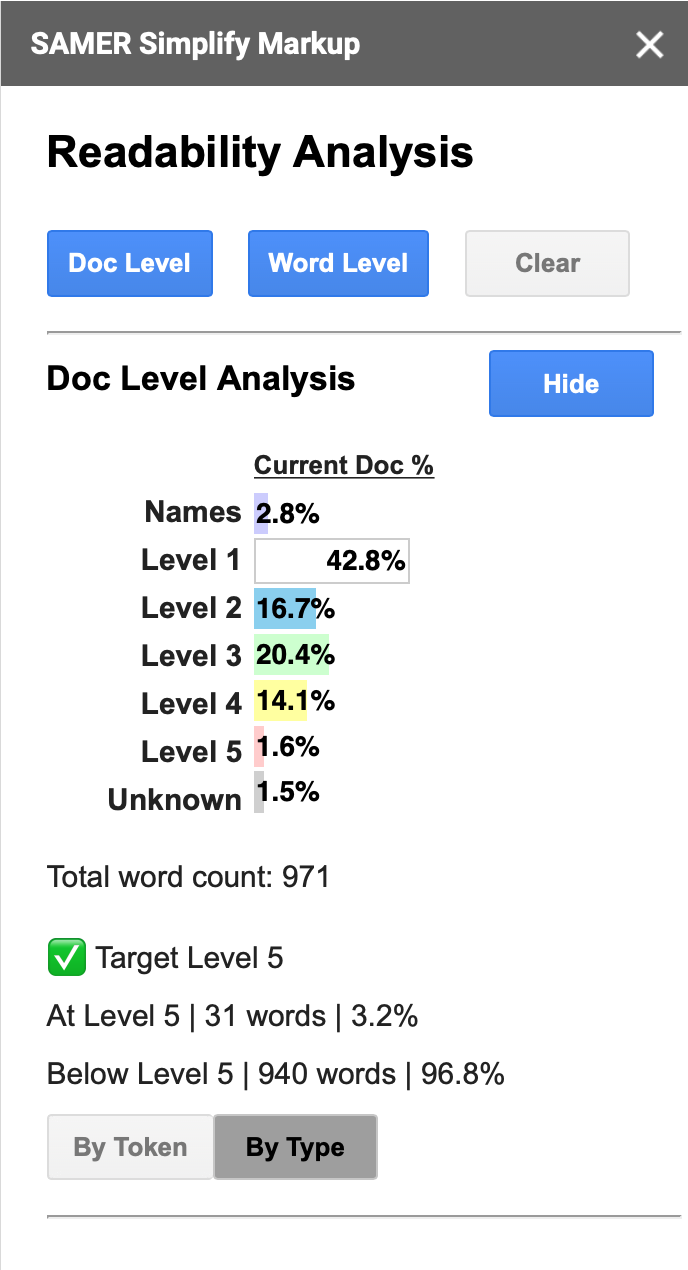 SAMER Simplify Markup
Readability Analysis
Doc Level Word Level Clear
Doc Level Analysis Hide
Current Doc %
Names 2.8%
Level 1 42.8%
Level 2 16.7%
Level 3 20.4%
Level 4 14.1%
Level 5 1.6%
Unknown 1.5%
Total word count: 971
✅ Target Level 5
At Level 5 | 31 words | 3.2%
Below Level 5 | 940 words | 96.8%
By Token By Type